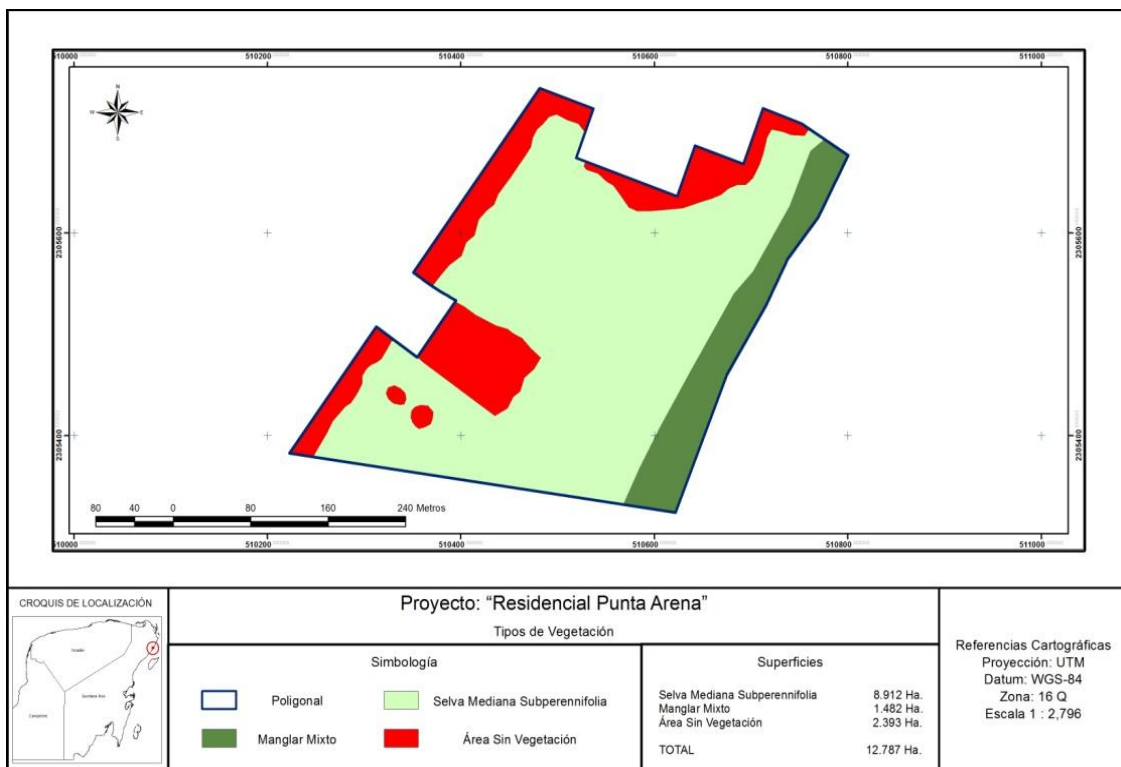 510000 510200 510400 510600 510800 511000
N
W E
S
2305600 2305600
2305400 2305400
80 40 0 80 160 240 Metros
510000 510200 510400 510600 510800 511000
CROQUIS DE LOCALIZACIÓN
Yucatán
Quintana Roo
Campeche
Proyecto: “Residencial Punta Arena”
Tipos de Vegetación
Simbología
Poligonal
Selva Mediana Subperennifolia
Manglar Mixto
Área Sin Vegetación
Superficies
Selva Mediana Subperennifolia 8.912 Ha.
Manglar Mixto 1.482 Ha.
Área Sin Vegetación 2.393 Ha.
TOTAL 12.787 Ha.
Referencias Cartográficas
Proyección: UTM
Datum: WGS-84
Zona: 16 Q
Escala 1 : 2,796